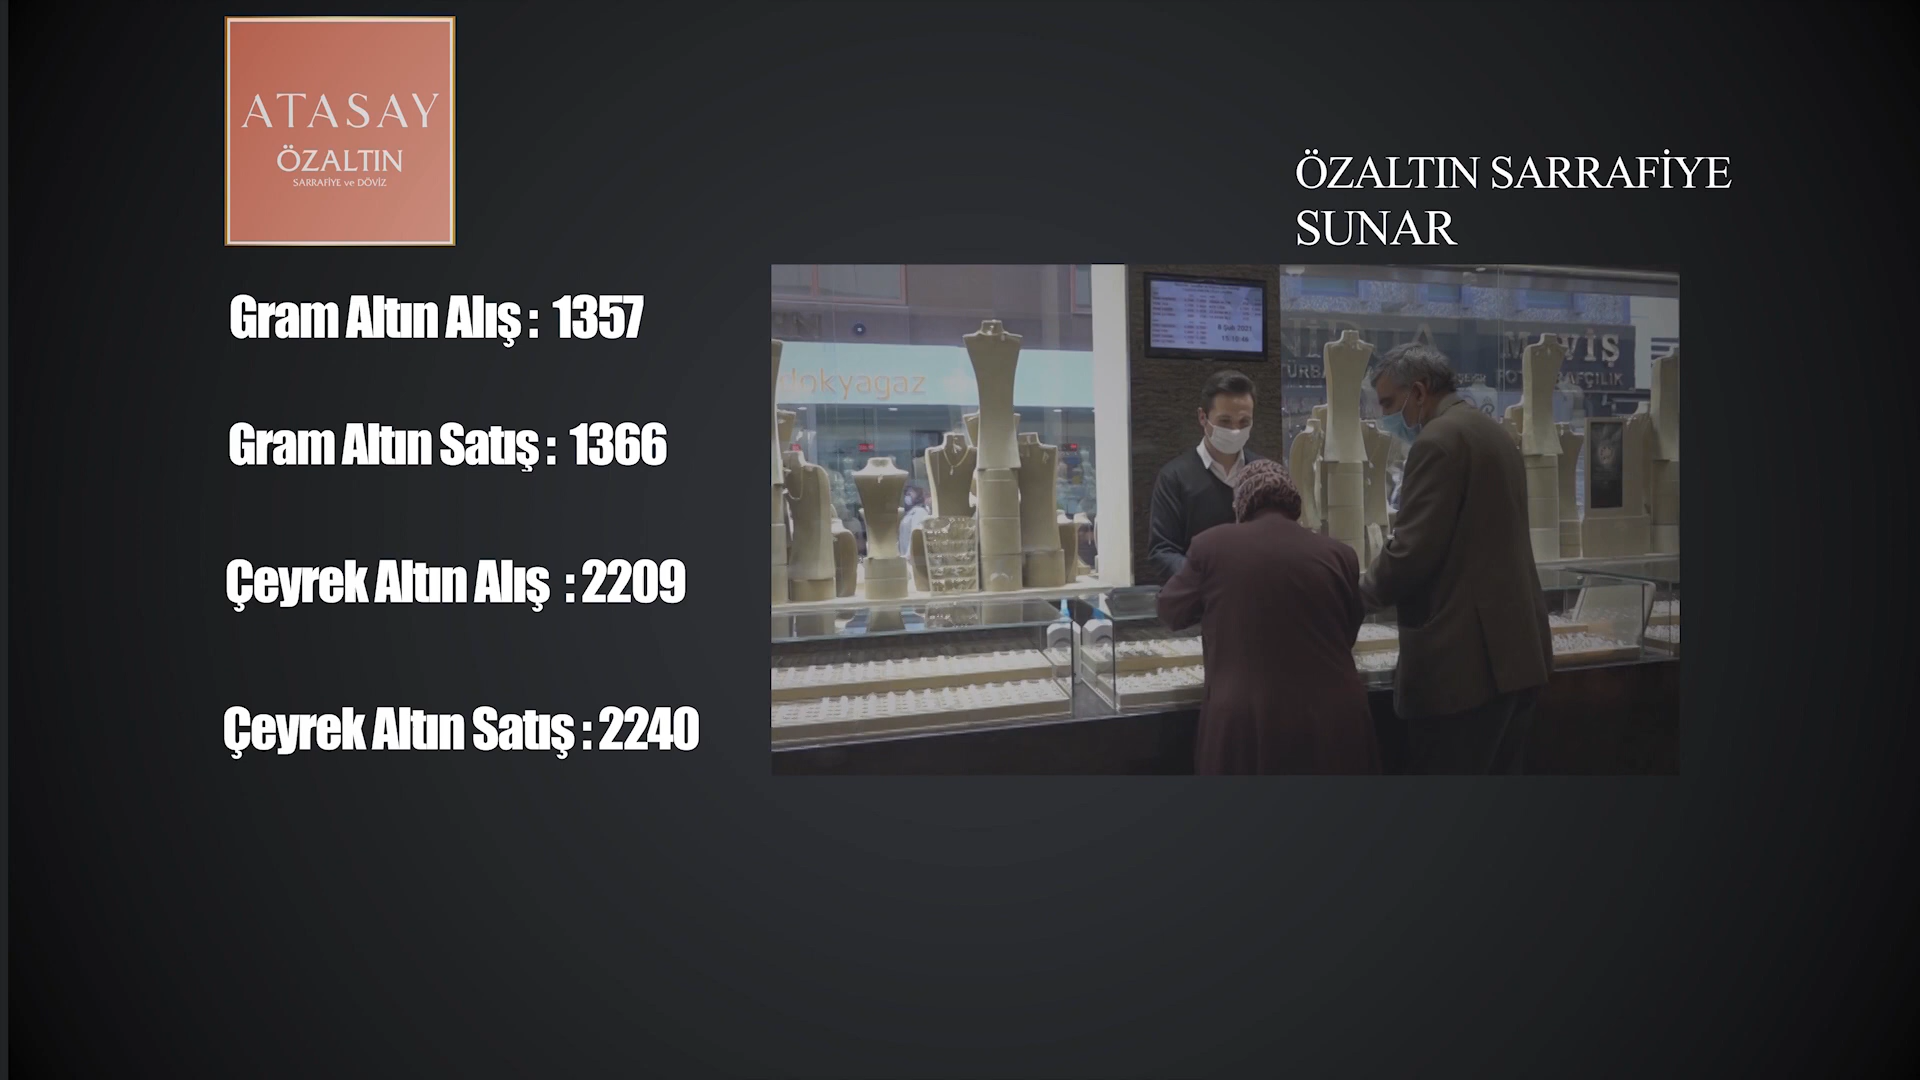 ATASAY
ÖZALTIN
SARRAFİYE ve DÖVİZ
ÖZALTIN SARRAFİYE
SUNAR
Gram Altın Alış : 1357
Gram Altın Satış : 1366
Çeyrek Altın Alış : 2209
Çeyrek Altın Satış : 2240
dokyagaz
MAVİŞ